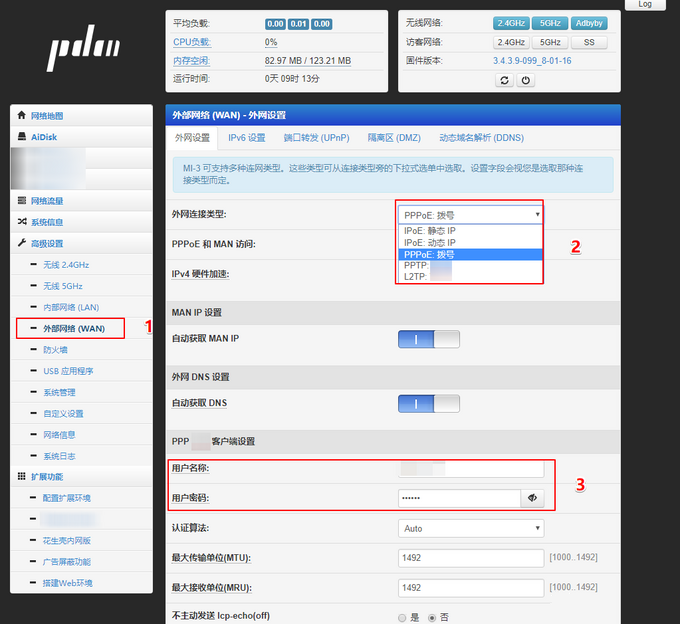 Log
pdcn
平均负载: 0.00 0.01 0.00
CPU负载: 0%
内存空闲: 82.97 MB / 123.21 MB
运行时间: 0天 09时 13分
无线网络: 2.4GHz 5GHz Adbyby
访客网络: 2.4GHz 5GHz SS
固件版本: 3.4.3.9-099_8-01-16
网络地图
AiDisk
网络流量
系统信息
高级设置
无线 2.4GHz
无线 5GHz
内部网络 (LAN)
外部网络 (WAN) 1
防火墙
USB 应用程序
系统管理
自定义设置
网络信息
系统日志
扩展功能
配置扩展环境
花生壳内网版
广告屏蔽功能
搭建Web环境
外部网络 (WAN) - 外网设置
外网设置 IPv6 设置 端口转发 (UPnP) 隔离区 (DMZ) 动态域名解析 (DDNS)
MI-3 可支持多种连网类型。这些类型可从连接类型旁的下拉式选单中选取。设置字段会视您是选取那种连
接类型而定。
外网连接类型: PPPoE: 拨号
IPoE: 静态 IP
IPoE: 动态 IP
PPPoE: 拨号
PPTP:
L2TP:
2
PPPoE 和 MAN 访问:
IPv4 硬件加速:
MAN IP 设置
自动获取 MAN IP
外网 DNS 设置
自动获取 DNS
PPP 客户端设置
用户名称:
用户密码: ••••••
3
认证算法: Auto
最大传输单位(MTU): 1492 [1000..1492]
最大接收单位(MRU): 1492 [1000..1492]
不主动发送 lcp-echo(off) 是 否